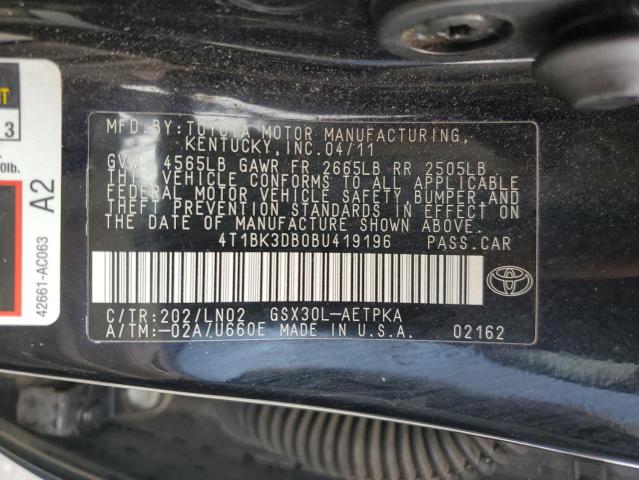 MFD.BY:TOYOTA MOTOR MANUFACTURING,
KENTUCKY, INC. 04/11
GVWR 4565LB GAWR FR 2665LB RR 2505LB
THIS VEHICLE CONFORMS TO ALL APPLICABLE
FEDERAL MOTOR VEHICLE SAFETY, BUMPER, AND
THEFT PREVENTION STANDARDS IN EFFECT ON
THE DATE OF MANUFACTURE SHOWN ABOVE.
4T1BK3DB0BU419196 PASS.CAR
C/TR:202/LN02 GSX30L-AETPKA
A/TM:-02A/U660E MADE IN U.S.A. 02162
3
0lb.
A2
42661-AC063